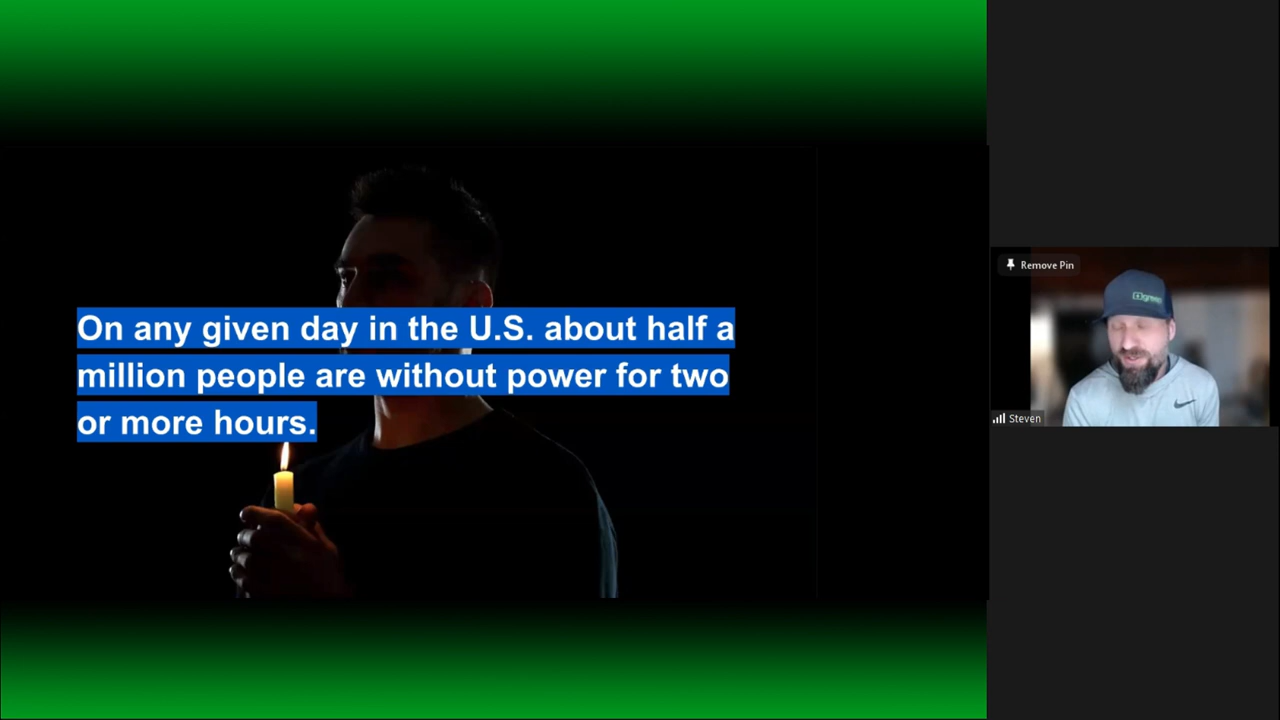 On any given day in the U.S. about half a
million people are without power for two
or more hours.
Remove Pin
Steven